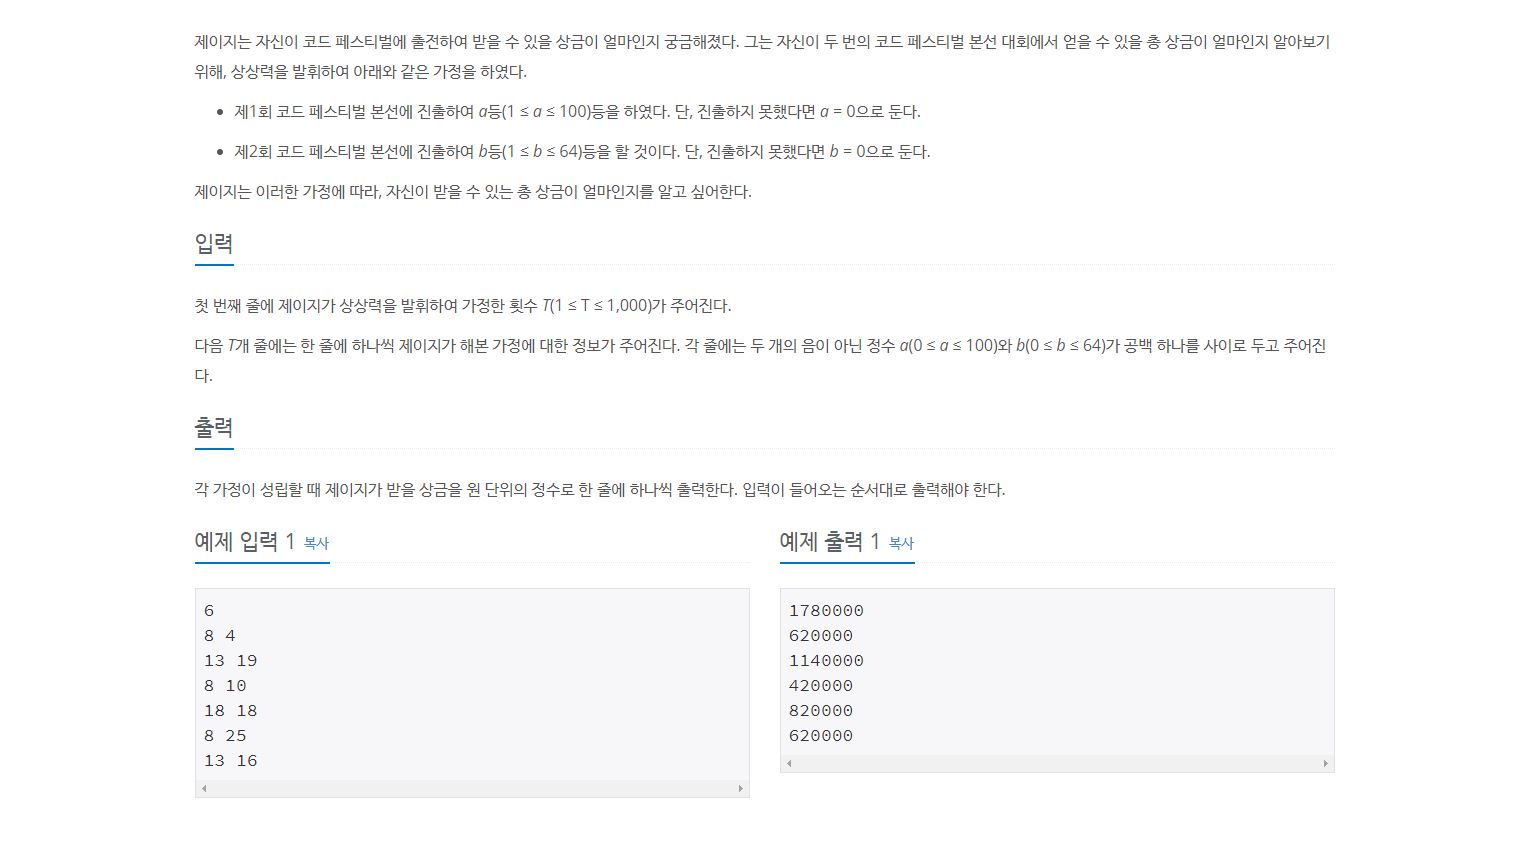 제이지는 자신이 코드 페스티벌에 출전하여 받을 수 있을 상금이 얼마인지 궁금해졌다. 그는 자신이 두 번의 코드 페스티벌 본선 대회에서 얻을 수 있을 총 상금이 얼마인지 알아보기
위해, 상상력을 발휘하여 아래와 같은 가정을 하였다.
• 제1회 코드 페스티벌 본선에 진출하여 a등(1 ≤ a ≤ 100)등을 하였다. 단, 진출하지 못했다면 a = 0으로 둔다.
• 제2회 코드 페스티벌 본선에 진출하여 b등(1 ≤ b ≤ 64)등을 할 것이다. 단, 진출하지 못했다면 b = 0으로 둔다.
제이지는 이러한 가정에 따라, 자신이 받을 수 있는 총 상금이 얼마인지를 알고 싶어한다.
입력
첫 번째 줄에 제이지가 상상력을 발휘하여 가정한 횟수 T(1 ≤ T ≤ 1,000)가 주어진다.
다음 T개 줄에는 한 줄에 하나씩 제이지가 해본 가정에 대한 정보가 주어진다. 각 줄에는 두 개의 음이 아닌 정수 a(0 ≤ a ≤ 100)와 b(0 ≤ b ≤ 64)가 공백 하나를 사이로 두고 주어진
다.
출력
각 가정이 성립할 때 제이지가 받을 상금을 원 단위의 정수로 한 줄에 하나씩 출력한다. 입력이 들어오는 순서대로 출력해야 한다.
예제 입력 1 복사
6
8 4
13 19
8 10
18 18
8 25
13 16
예제 출력 1 복사
1780000
620000
1140000
420000
820000
620000